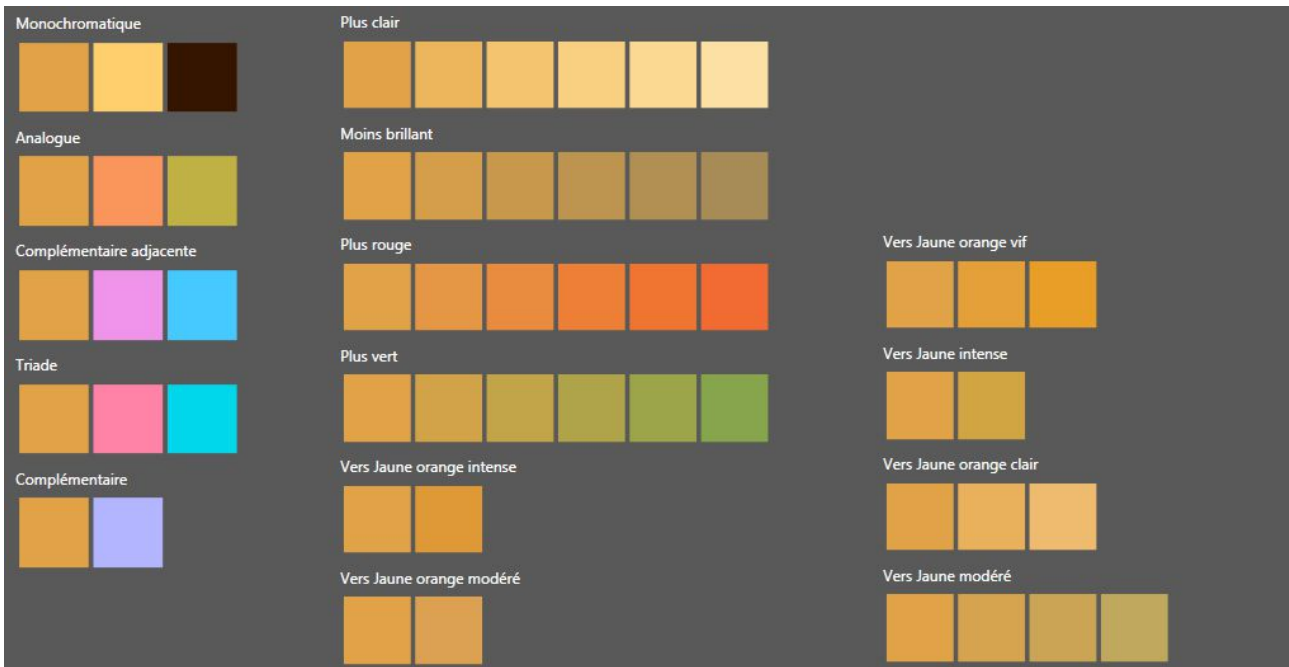 Monochromatique
Analogue
Complémentaire adjacente
Triade
Complémentaire
Plus clair
Moins brillant
Plus rouge
Plus vert
Vers Jaune orange intense
Vers Jaune orange modéré
Vers Jaune orange vif
Vers Jaune intense
Vers Jaune orange clair
Vers Jaune modéré